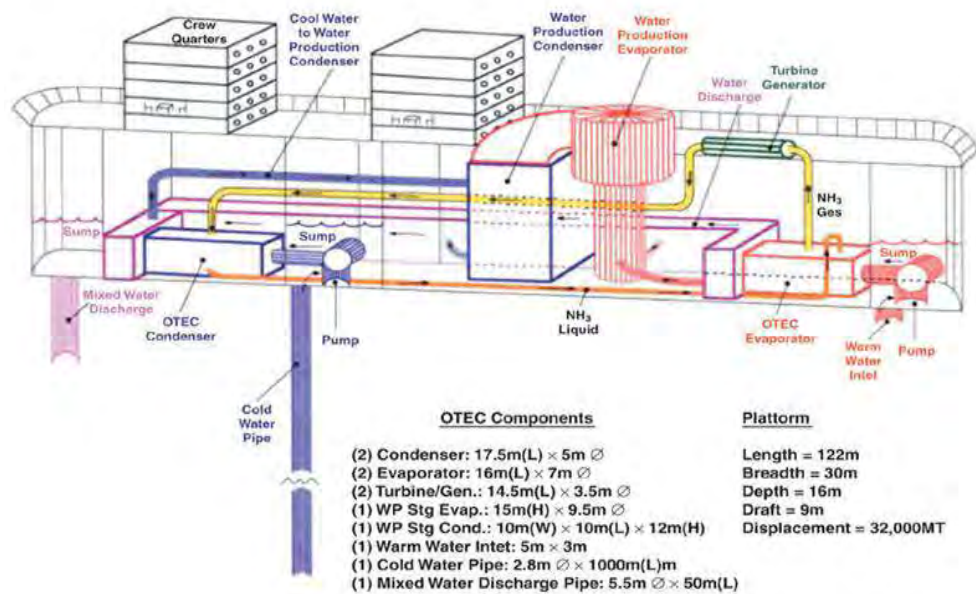 Crew
Quarters
Cool Water
to Water
Production
Condenser
Water
Production
Condenser
Water
Production
Evaporator
Turbine
Generator
Water
Discharge
NH₃
Ges
Sump
Sump
Sump
Mixed Water
Discharge
OTEC
Condenser
Pump
NH₃
Liquid
OTEC
Evaporator
Warm
Water
Intel
Pump
Cold
Water
Pipe
OTEC Components
(2) Condenser: 17.5m(L) × 5m ∅
(2) Evaporator: 16m(L) × 7m ∅
(2) Turbine/Gen.: 14.5m(L) × 3.5m ∅
(1) WP Stg Evap.: 15m(H) × 9.5m ∅
(1) WP Stg Cond.: 10m(W) × 10m(L) × 12m(H)
(1) Warm Water Intet: 5m × 3m
(1) Cold Water Pipe: 2.8m ∅ × 1000m(L)m
(1) Mixed Water Discharge Pipe: 5.5m ∅ × 50m(L)
Plattorm
Length = 122m
Breadth = 30m
Depth = 16m
Draft = 9m
Displacement = 32,000MT